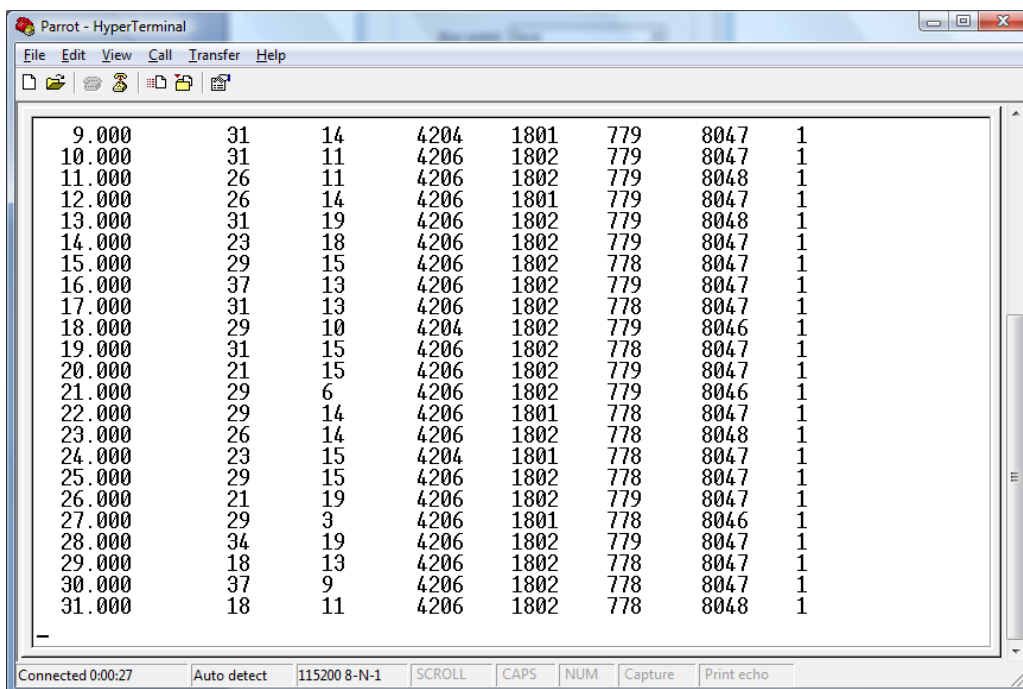 Parrot - HyperTerminal
File Edit View Call Transfer Help
9.000 31 14 4204 1801 779 8047 1
10.000 31 11 4206 1802 779 8047 1
11.000 26 11 4206 1802 779 8048 1
12.000 26 14 4206 1801 779 8047 1
13.000 31 19 4206 1802 779 8048 1
14.000 23 18 4206 1802 779 8047 1
15.000 29 15 4206 1802 778 8047 1
16.000 37 13 4206 1802 779 8047 1
17.000 31 13 4206 1802 778 8047 1
18.000 29 10 4204 1802 779 8046 1
19.000 31 15 4206 1802 778 8047 1
20.000 21 15 4206 1802 779 8047 1
21.000 29 6 4206 1802 779 8046 1
22.000 29 14 4206 1801 778 8047 1
23.000 26 14 4206 1802 778 8048 1
24.000 23 15 4204 1801 778 8047 1
25.000 29 15 4206 1802 778 8047 1
26.000 21 19 4206 1802 779 8047 1
27.000 29 3 4206 1801 778 8046 1
28.000 34 19 4206 1802 779 8047 1
29.000 18 13 4206 1802 778 8047 1
30.000 37 9 4206 1802 778 8047 1
31.000 18 11 4206 1802 778 8048 1
Connected 0:00:27 Auto detect 115200 8-N-1 SCROLL CAPS NUM Capture Print echo